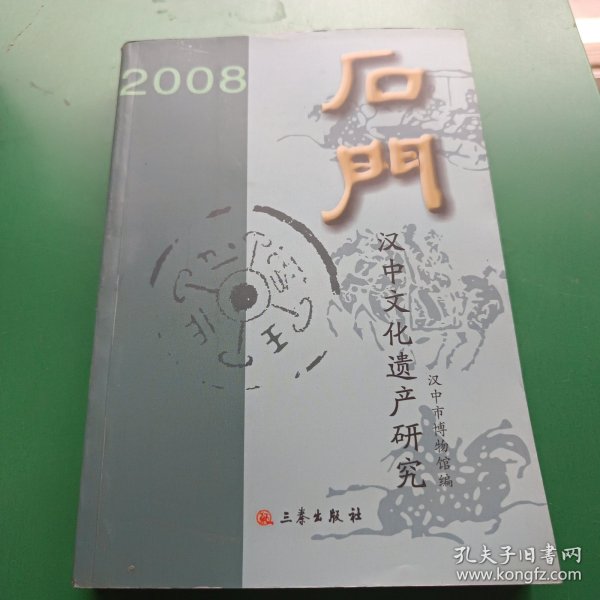 2008
石門
汉中文化遗产研究
汉中市博物馆编
三秦出版社
孔夫子旧书网
www.kongfz.com